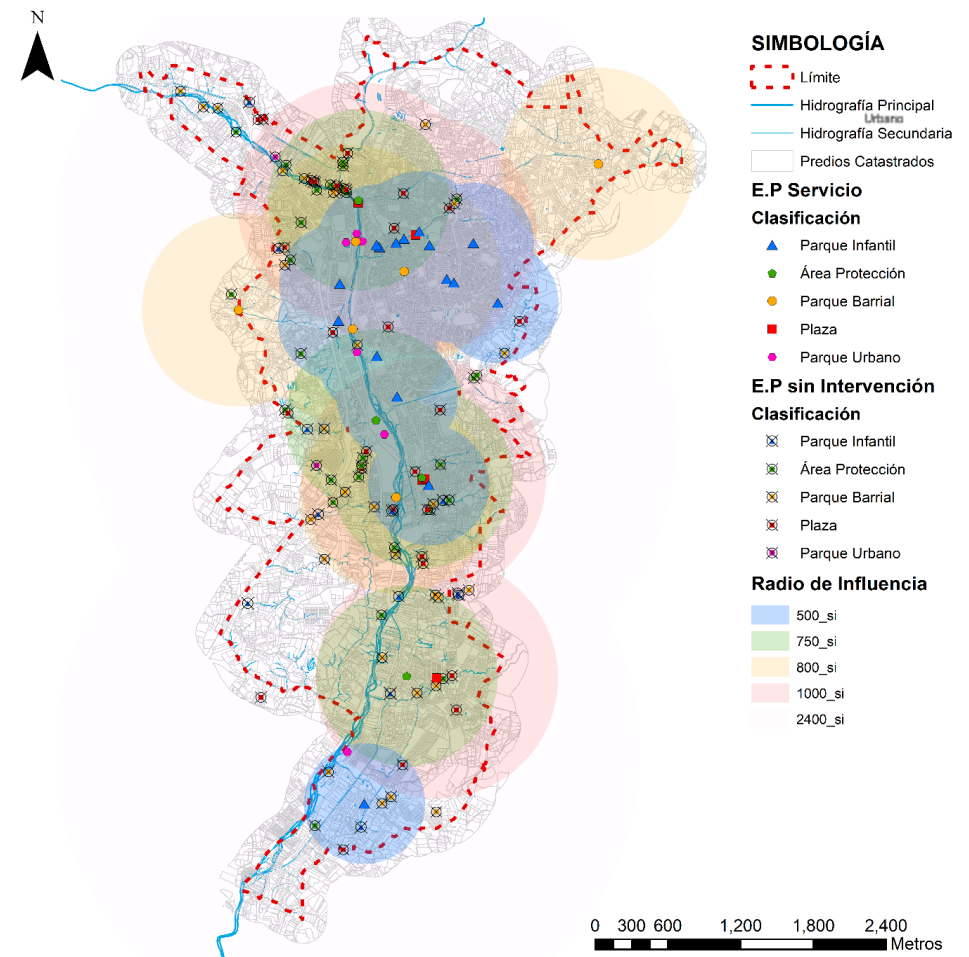 N
SIMBOLOGÍA
Límite
Hidrografía Principal
Urbano
Hidrografía Secundaria
Predios Catastrados
E.P Servicio
Clasificación
Parque Infantil
Área Protección
Parque Barrial
Plaza
Parque Urbano
E.P sin Intervención
Clasificación
Parque Infantil
Área Protección
Parque Barrial
Plaza
Parque Urbano
Radio de Influencia
500_si
750_si
800_si
1000_si
2400_si
0 300 600 1,200 1,800 2,400
Metros